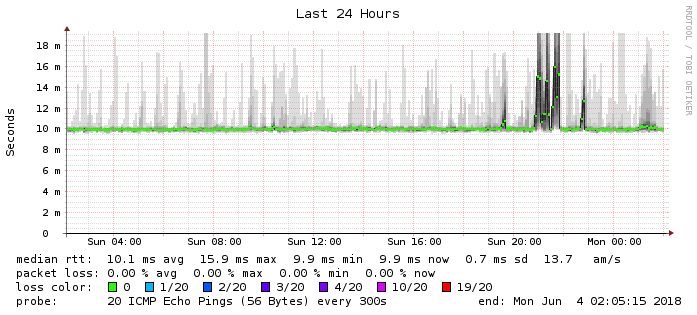 Last 24 Hours
RRDTOOL / TOBI OETIKER
Seconds
18 m
16 m
14 m
12 m
10 m
8 m
6 m
4 m
2 m
0
Sun 04:00 Sun 08:00 Sun 12:00 Sun 16:00 Sun 20:00 Mon 00:00
median rtt: 10.1 ms avg 15.9 ms max 9.9 ms min 9.9 ms now 0.7 ms sd 13.7 am/s
packet loss: 0.00 % avg 0.00 % max 0.00 % min 0.00 % now
loss color: 0 1/20 2/20 3/20 4/20 10/20 19/20
probe: 20 ICMP Echo Pings (56 Bytes) every 300s end: Mon Jun 4 02:05:15 2018